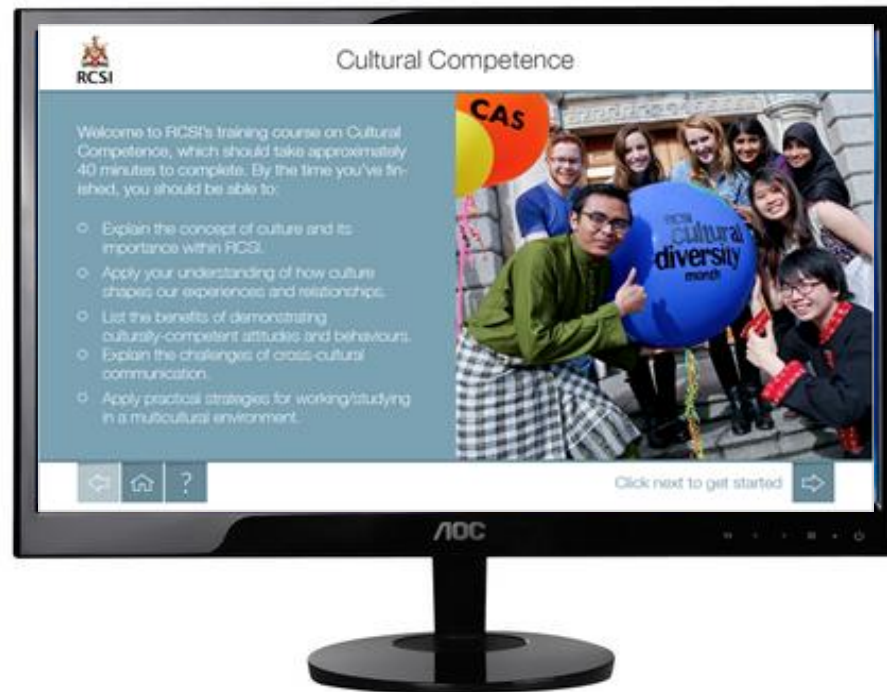 RCSI
Cultural Competence
Welcome to RCSI's training course on Cultural
Competence, which should take approximately
40 minutes to complete. By the time you've fin-
ished, you should be able to:
Explain the concept of culture and its
importance within RCSI.
Apply your understanding of how culture
shapes our experiences and relationships.
List the benefits of demonstrating
culturally-competent attitudes and behaviours.
Explain the challenges of cross-cultural
communication.
Apply practical strategies for working/studying
in a multicultural environment.
CAS
RCSI
cultural
diversity
month
?
Click next to get started
AOC